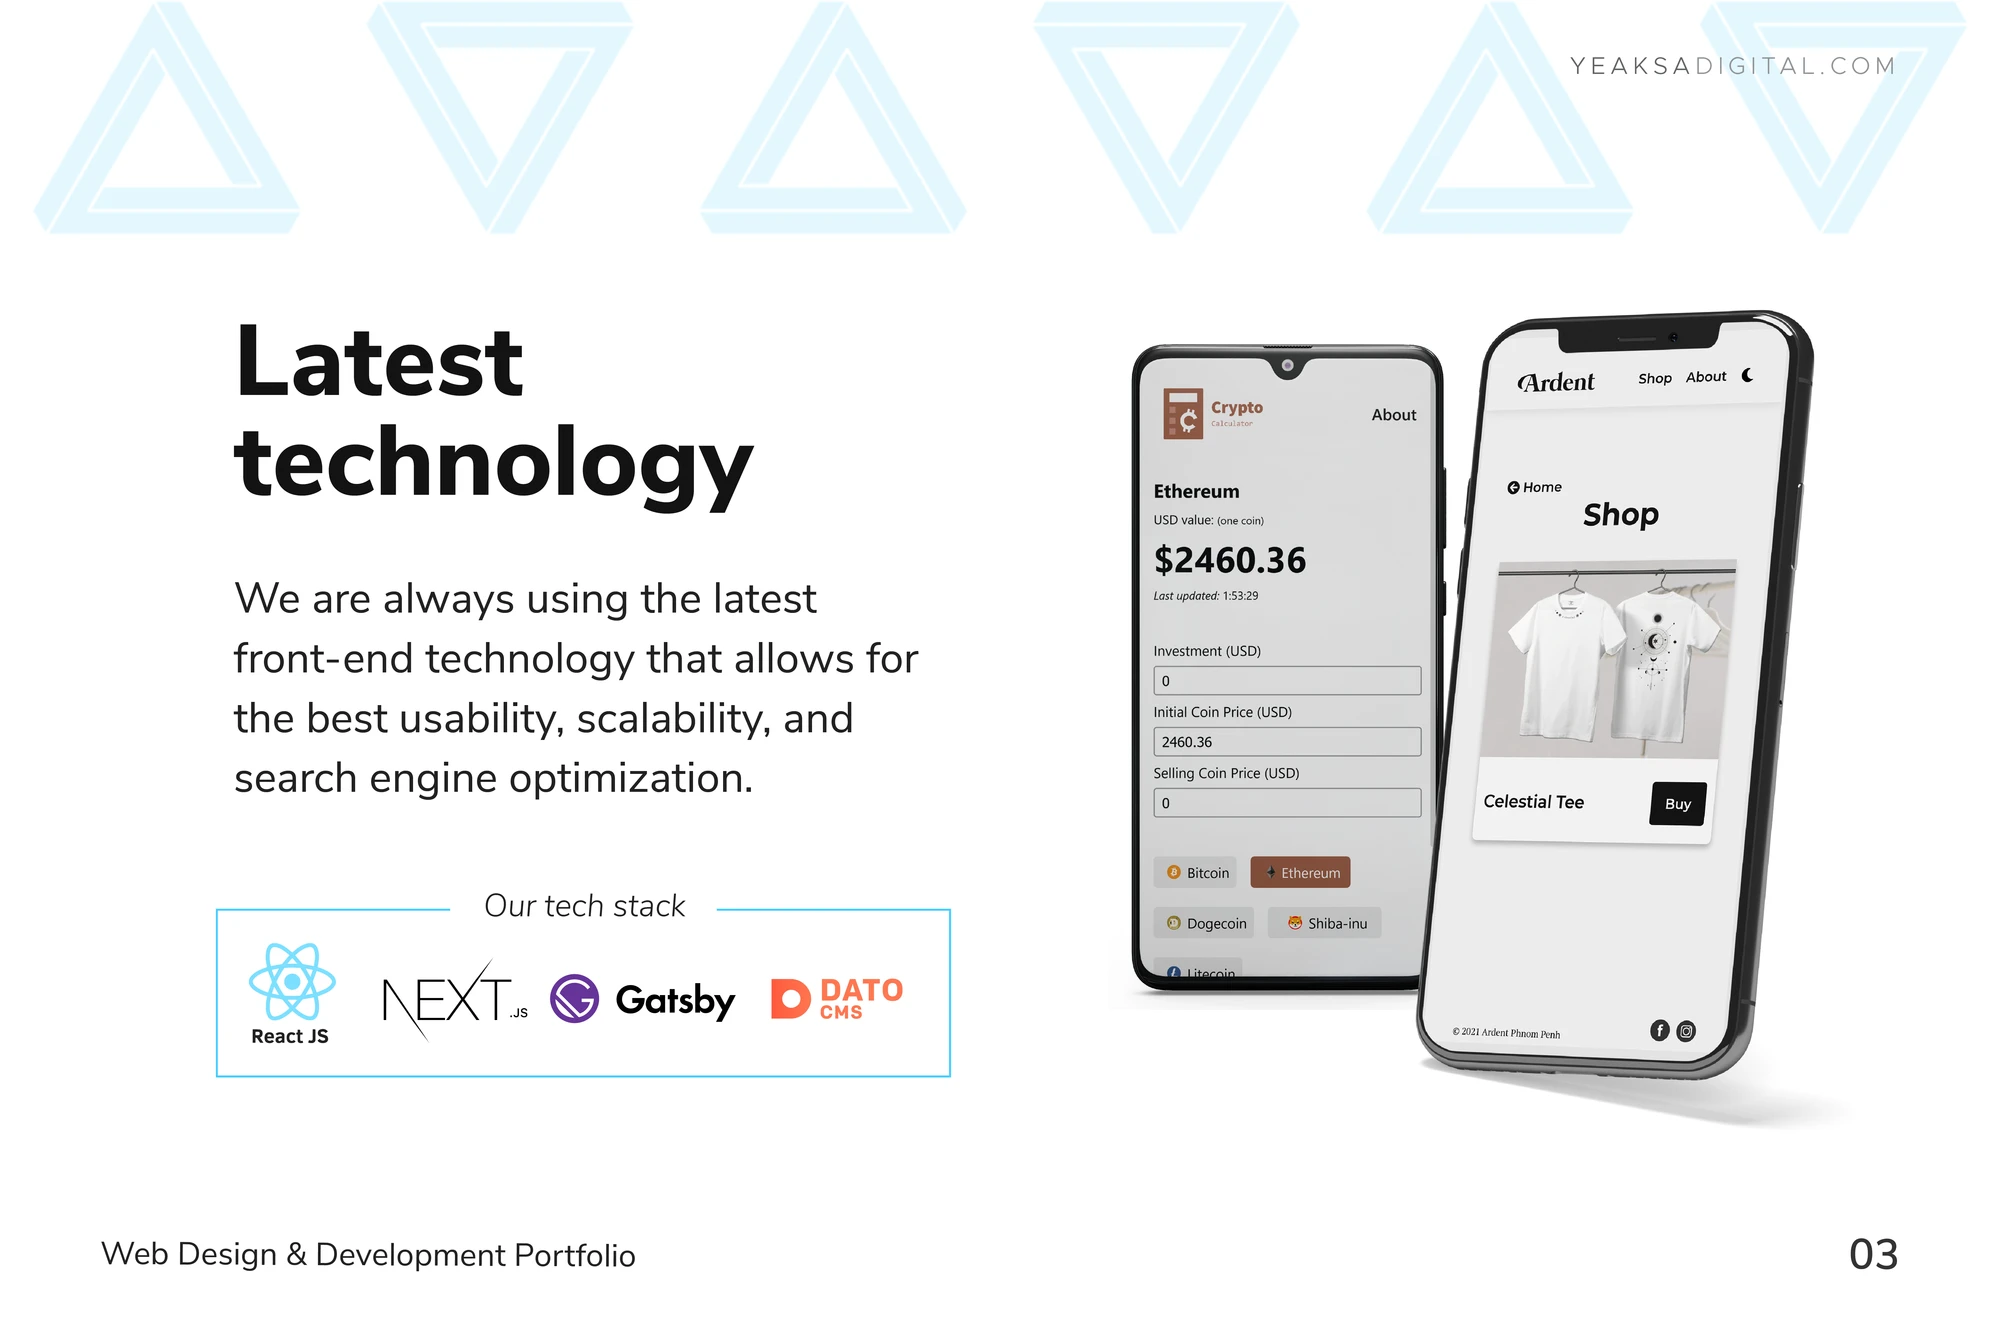 YEAKSADIGITAL.COM
Latest
technology
We are always using the latest
front-end technology that allows for
the best usability, scalability, and
search engine optimization.
Our tech stack
React JS
NEXT.JS
Gatsby
DATO
CMS
Crypto
Calculator
About
Ethereum
USD value: (one coin)
$2460.36
Last updated: 1:53:29
Investment (USD)
0
Initial Coin Price (USD)
2460.36
Selling Coin Price (USD)
0
Bitcoin
Ethereum
Dogecoin
Shiba-inu
Litecoin
Ardent
Shop About
Home
Shop
Celestial Tee
Buy
© 2021 Ardent Phnom Penh
Web Design & Development Portfolio
03